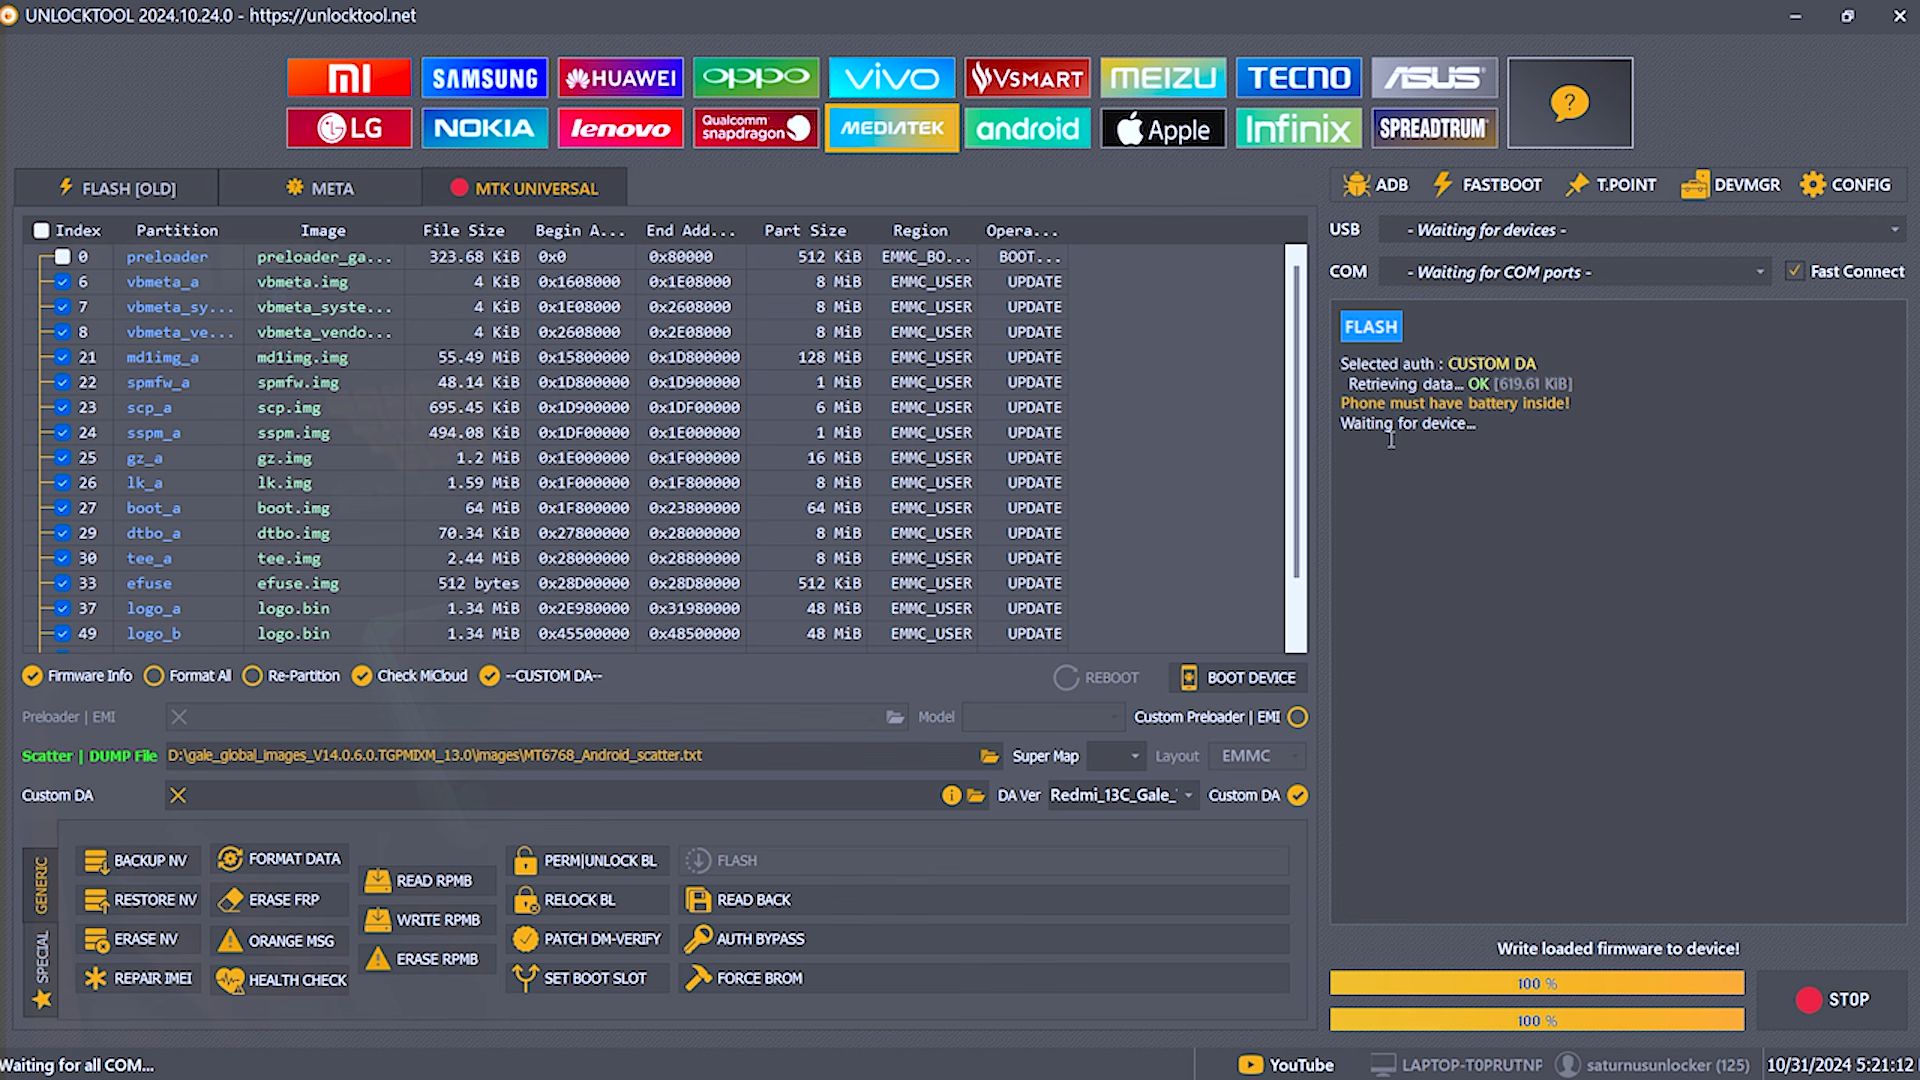 UNLOCKTOOL 2024.10.24.0 - https://unlocktool.net
mi SAMSUNG HUAWEI oppo vivo VSMART MEIZU TECNO ASUS ?
LG NOKIA lenovo Qualcomm snapdragon MEDIATEK android Apple Infinix SPREADTRUM
FLASH [OLD] META MTK UNIVERSAL
ADB FASTBOOT T.POINT DEVMGR CONFIG
USB - Waiting for devices -
COM - Waiting for COM ports - Fast Connect
Index Partition Image File Size Begin A... End Add... Part Size Region Opera...
0 preloader preloader_ga... 323.68 KiB 0x0 0x80000 512 KiB EMMC_BO... BOOT...
6 vbmeta_a vbmeta.img 4 KiB 0x1608000 0x1E08000 8 MiB EMMC_USER UPDATE
7 vbmeta_sy... vbmeta_syste... 4 KiB 0x1E08000 0x2608000 8 MiB EMMC_USER UPDATE
8 vbmeta_ve... vbmeta_vendo... 4 KiB 0x2608000 0x2E08000 8 MiB EMMC_USER UPDATE
21 md1img_a md1img.img 55.49 MiB 0x15800000 0x1D800000 128 MiB EMMC_USER UPDATE
22 spmfw_a spmfw.img 48.14 KiB 0x1D800000 0x1D900000 1 MiB EMMC_USER UPDATE
23 scp_a scp.img 695.45 KiB 0x1D900000 0x1DF00000 6 MiB EMMC_USER UPDATE
24 sspm_a sspm.img 494.08 KiB 0x1DF00000 0x1E000000 1 MiB EMMC_USER UPDATE
25 gz_a gz.img 1.2 MiB 0x1E000000 0x1F000000 16 MiB EMMC_USER UPDATE
26 lk_a lk.img 1.59 MiB 0x1F000000 0x1F800000 8 MiB EMMC_USER UPDATE
27 boot_a boot.img 64 MiB 0x1F800000 0x23800000 64 MiB EMMC_USER UPDATE
29 dtbo_a dtbo.img 70.34 KiB 0x27800000 0x28000000 8 MiB EMMC_USER UPDATE
30 tee_a tee.img 2.44 MiB 0x28000000 0x28800000 8 MiB EMMC_USER UPDATE
33 efuse efuse.img 512 bytes 0x28D00000 0x28D80000 512 KiB EMMC_USER UPDATE
37 logo_a logo.bin 1.34 MiB 0x2E980000 0x31980000 48 MiB EMMC_USER UPDATE
49 logo_b logo.bin 1.34 MiB 0x45500000 0x48500000 48 MiB EMMC_USER UPDATE
FLASH
Selected auth : CUSTOM DA
Retrieving data... OK [619.61 KiB]
Phone must have battery inside!
Waiting for device...
Firmware Info Format All Re-Partition Check MiCloud --CUSTOM DA-- REBOOT BOOT DEVICE
Preloader | EMI Model Custom Preloader | EMI
Scatter | DUMP File D:\gale_global_images_V14.0.6.0.TGPMIXM_13.0\images\MT6768_Android_scatter.txt Super Map Layout EMMC
Custom DA DA Ver Redmi_13C_Gale_ Custom DA
GENERIC
SPECIAL
BACKUP NV FORMAT DATA READ RPMB PERM|UNLOCK BL FLASH
RESTORE NV ERASE FRP WRITE RPMB RELOCK BL READ BACK
ERASE NV ORANGE MSG ERASE RPMB PATCH DM-VERIFY AUTH BYPASS
REPAIR IMEI HEALTH CHECK SET BOOT SLOT FORCE BROM
Write loaded firmware to device!
100 %
100 %
STOP
Waiting for all COM... YouTube LAPTOP-T0PRUTNP saturnusunlocker (125) 10/31/2024 5:21:12